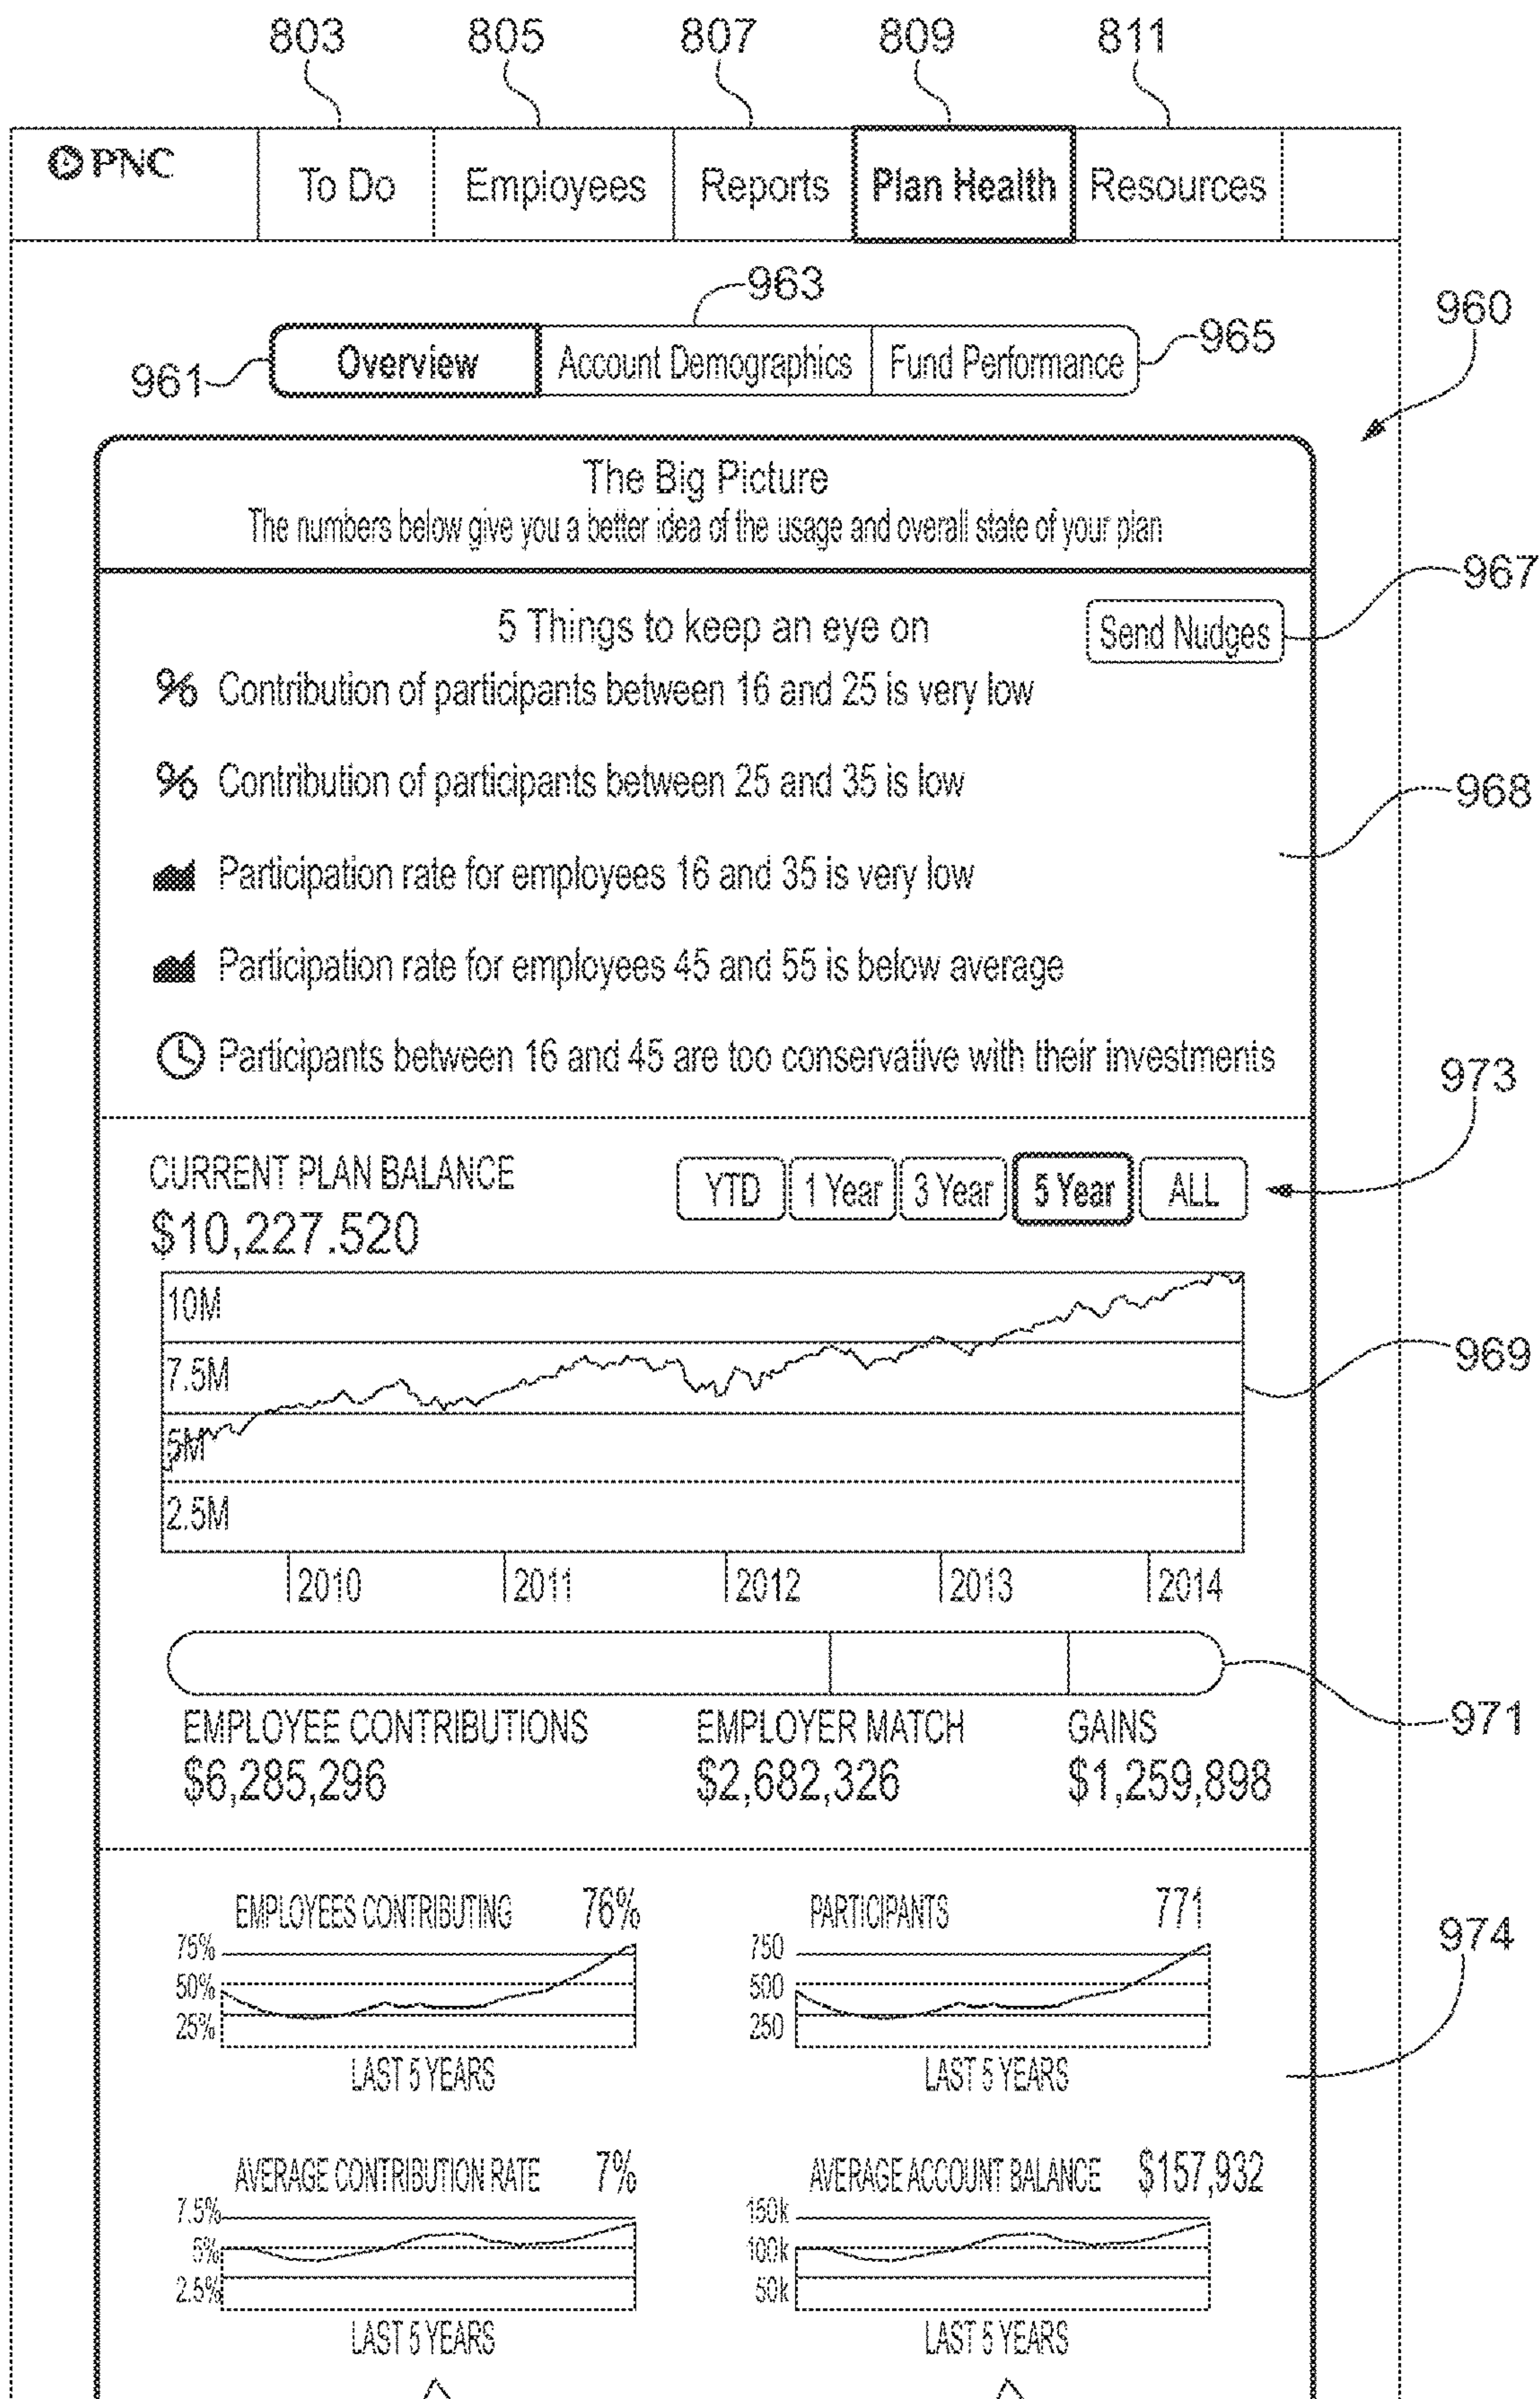 803 805 807 809 811
PNC To Do Employees Reports Plan Health Resources
963
960
961 Overview Account Demographics Fund Performance 965
The Big Picture
The numbers below give you a better idea of the usage and overall state of your plan
967
5 Things to keep an eye on Send Nudges
% Contribution of participants between 16 and 25 is very low
% Contribution of participants between 25 and 35 is low
968
Participation rate for employees 16 and 35 is very low
Participation rate for employees 45 and 55 is below average
Participants between 16 and 45 are too conservative with their investments
973
CURRENT PLAN BALANCE YTD 1 Year 3 Year 5 Year ALL
$10,227.520
10M
7.5M
969
5M
2.5M
2010 2011 2012 2013 2014
971
EMPLOYEE CONTRIBUTIONS EMPLOYER MATCH GAINS
$6,285,296 $2,682,326 $1,259,898
EMPLOYEES CONTRIBUTING 76% PARTICIPANTS 771
974
75% 750
50% 500
25% 250
LAST 5 YEARS LAST 5 YEARS
AVERAGE CONTRIBUTION RATE 7% AVERAGE ACCOUNT BALANCE $157,932
7.5% 150k
5% 100k
2.5% 50k
LAST 5 YEARS LAST 5 YEARS